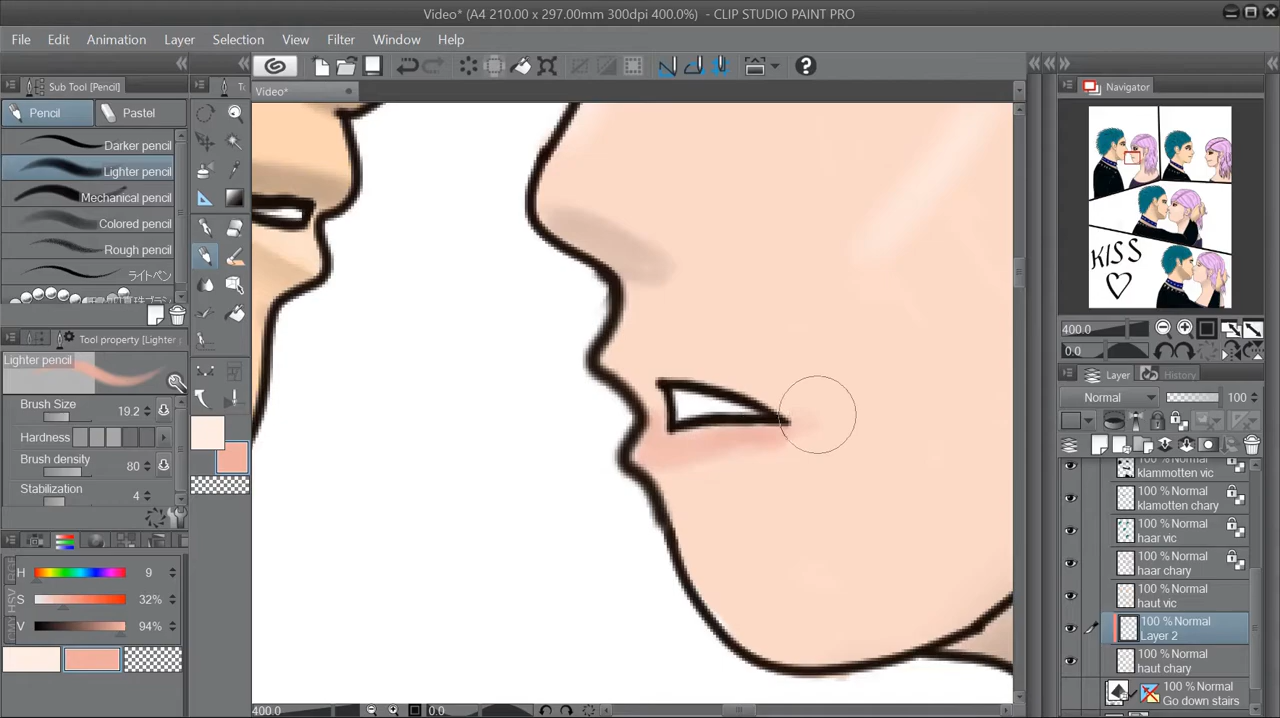 Video* (A4 210.00 x 297.00mm 300dpi 400.0%) - CLIP STUDIO PAINT PRO
File Edit Animation Layer Selection View Filter Window Help
Sub Tool [Pencil]
Video*
Navigator
Pencil Pastel
Darker pencil
Lighter pencil
Mechanical pencil
Colored pencil
Rough pencil
ライトペン
Tool property [Lighter
Lighter pencil
Brush Size 19.2
Hardness
Brush density 80
Stabilization 4
H 9
S 32%
V 94%
KISS
400.0
0.0
Layer History
Normal 100
klammotten vic
100 % Normal
klamotten chary
100 % Normal
haar vic
100 % Normal
haar chary
100 % Normal
haut vic
100 % Normal
Layer 2
100 % Normal
haut chary
100 % Normal
Go down stairs
400.0 0.0